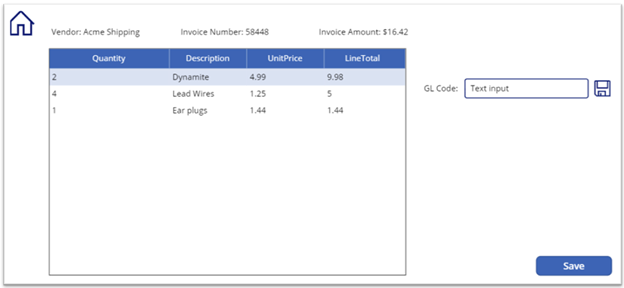 Vendor: Acme Shipping Invoice Number: 58448 Invoice Amount: $16.42
Quantity Description UnitPrice LineTotal
2 Dynamite 4.99 9.98
4 Lead Wires 1.25 5
1 Ear plugs 1.44 1.44
GL Code: Text input
Save